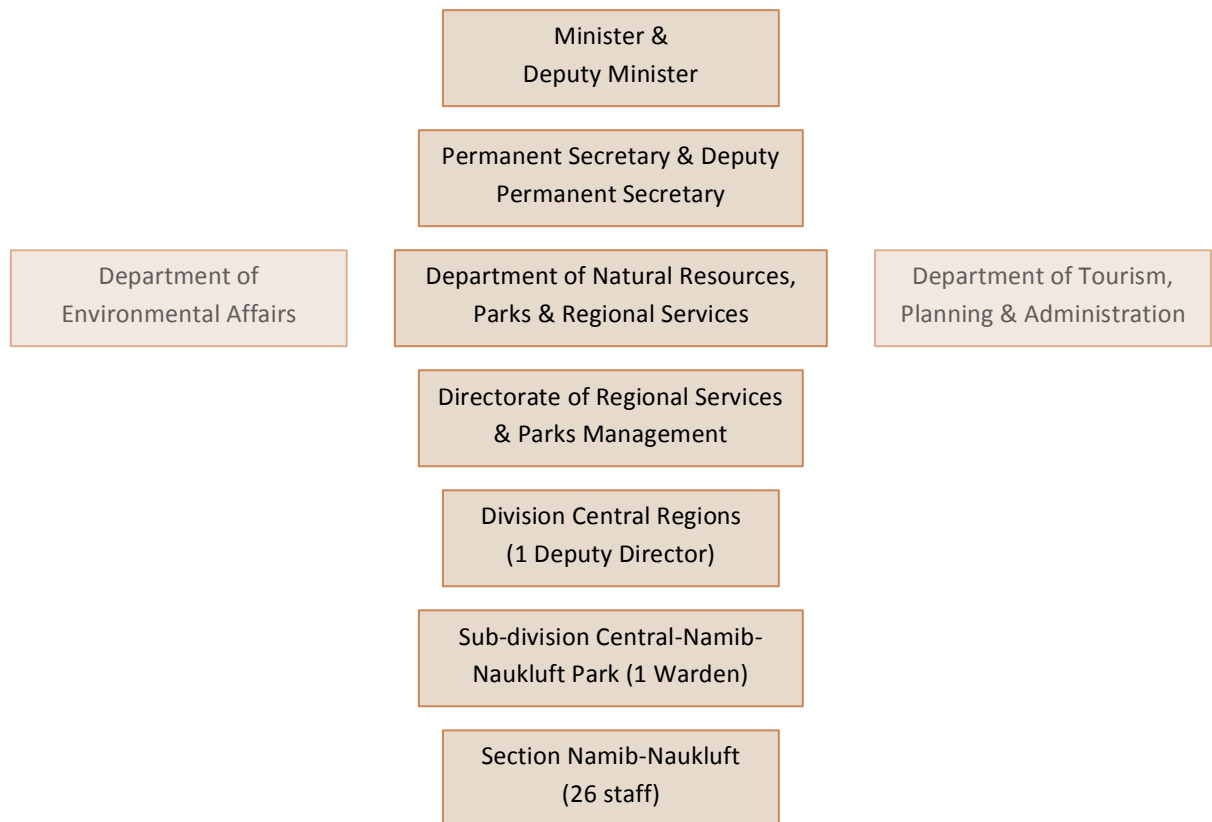 Minister &
Deputy Minister
Permanent Secretary & Deputy
Permanent Secretary
Department of
Environmental Affairs
Department of Natural Resources,
Parks & Regional Services
Department of Tourism,
Planning & Administration
Directorate of Regional Services
& Parks Management
Division Central Regions
(1 Deputy Director)
Sub-division Central-Namib-
Naukluft Park (1 Warden)
Section Namib-Naukluft
(26 staff)